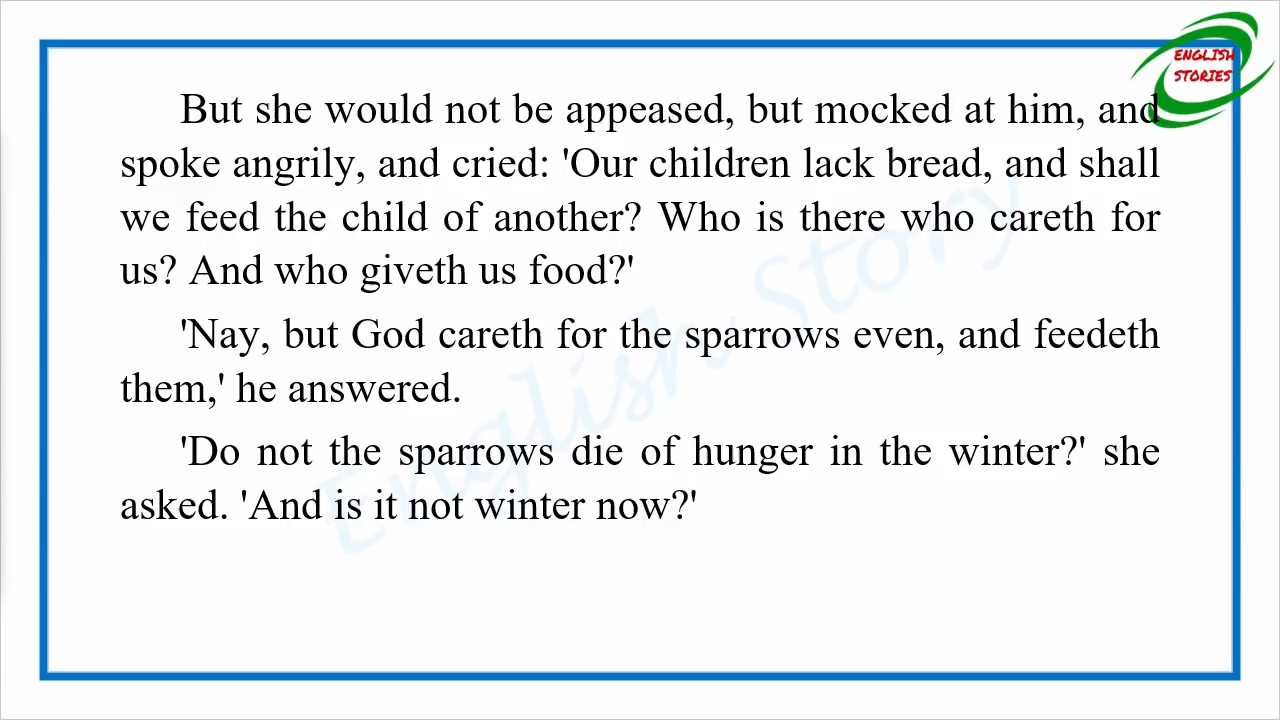 ENGLISH
STORIES
But she would not be appeased, but mocked at him, and
spoke angrily, and cried: 'Our children lack bread, and shall
we feed the child of another? Who is there who careth for
us? And who giveth us food?'
'Nay, but God careth for the sparrows even, and feedeth
them,' he answered.
'Do not the sparrows die of hunger in the winter?' she
asked. 'And is it not winter now?'
English Story